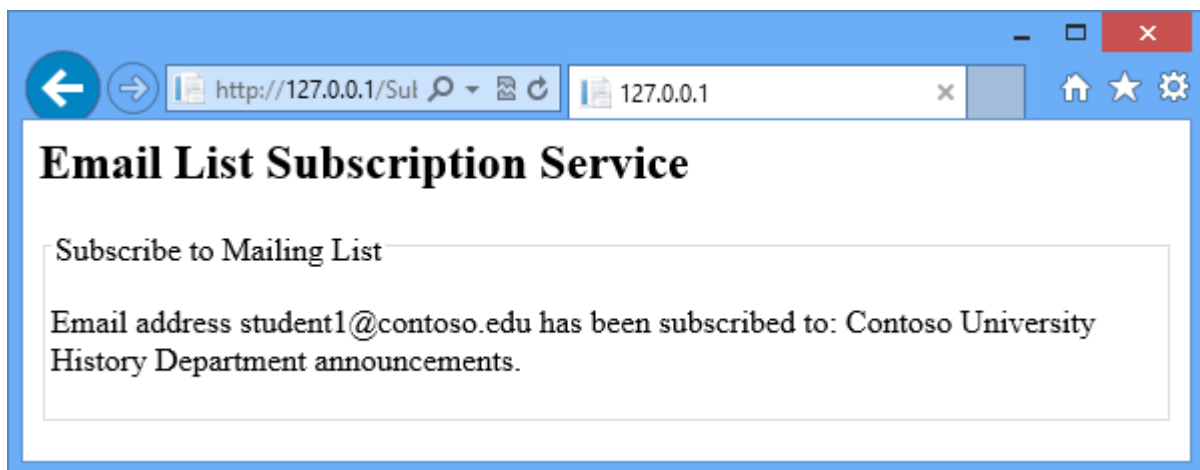 http://127.0.0.1/Sul
127.0.0.1
Email List Subscription Service
Subscribe to Mailing List
Email address student1@contoso.edu has been subscribed to: Contoso University
History Department announcements.